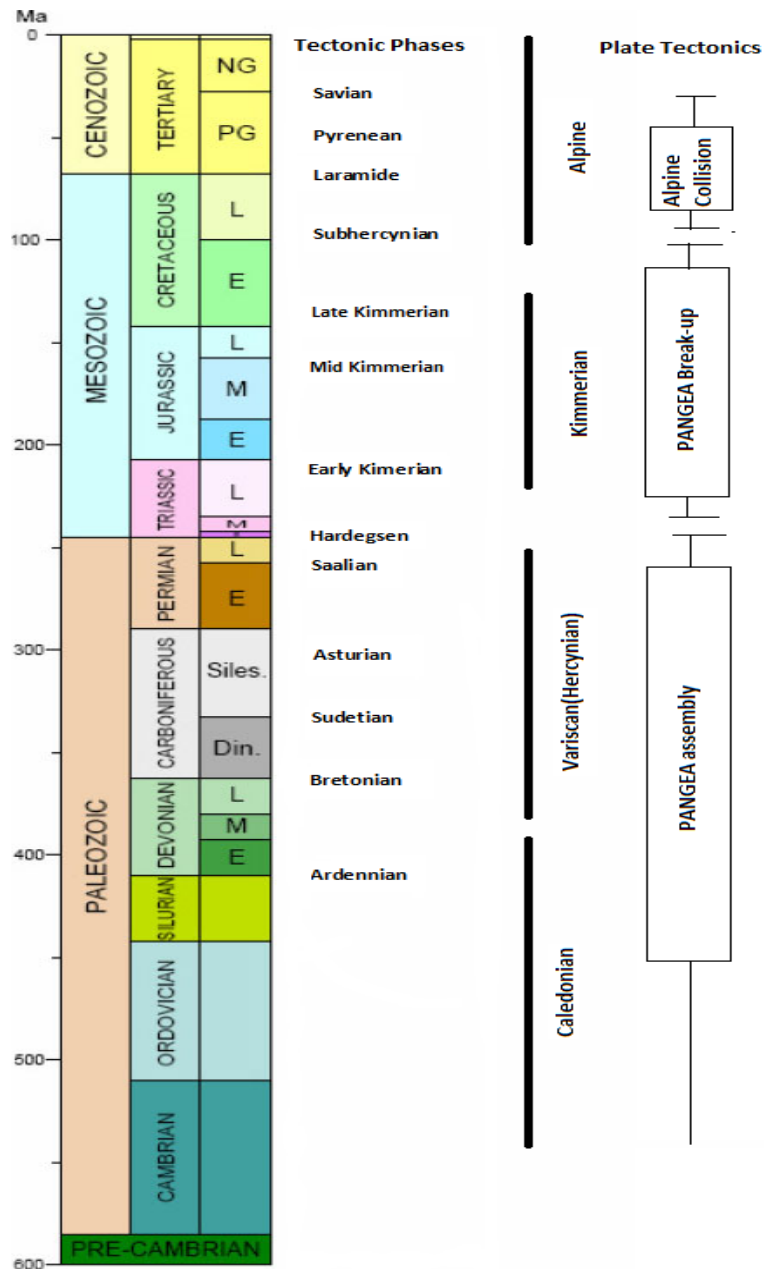 Ma
Tectonic Phases
Plate Tectonics
0
100
200
300
400
500
600
CENOZOIC
MESOZOIC
PALEOZOIC
PRE-CAMBRIAN
TERTIARY
CRETACEOUS
JURASSIC
TRIASSIC
PERMIAN
CARBONIFEROUS
DEVONIAN
SILURIAN
ORDOVICIAN
CAMBRIAN
NG
PG
L
E
L
M
E
L
M
L
E
Siles.
Din.
L
M
E
Savian
Pyrenean
Laramide
Subhercynian
Late Kimmerian
Mid Kimmerian
Early Kimerian
Hardegsen
Saalian
Asturian
Sudetian
Bretonian
Ardennian
Alpine
Kimmerian
Variscan(Hercynian)
Caledonian
Alpine
Collision
PANGEA Break-up
PANGEA assembly